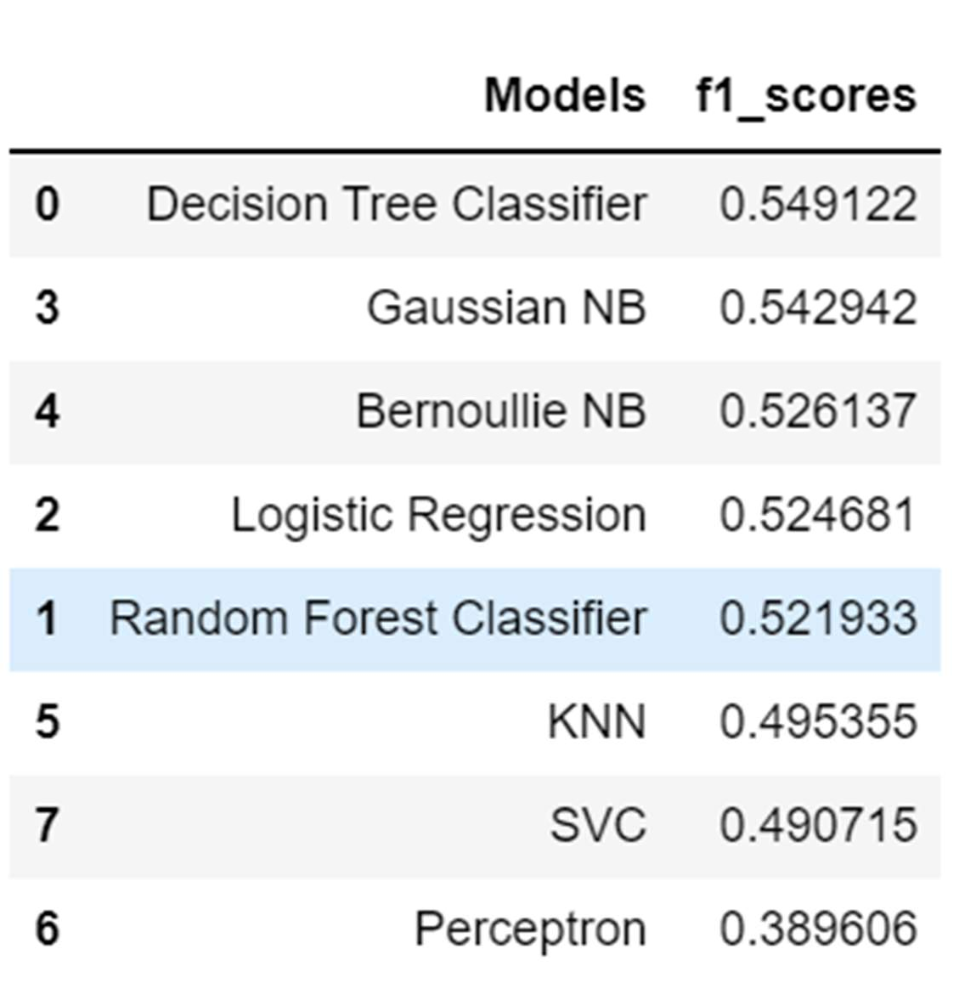 Models f1_scores
0 Decision Tree Classifier 0.549122
3 Gaussian NB 0.542942
4 Bernoullie NB 0.526137
2 Logistic Regression 0.524681
1 Random Forest Classifier 0.521933
5 KNN 0.495355
7 SVC 0.490715
6 Perceptron 0.389606